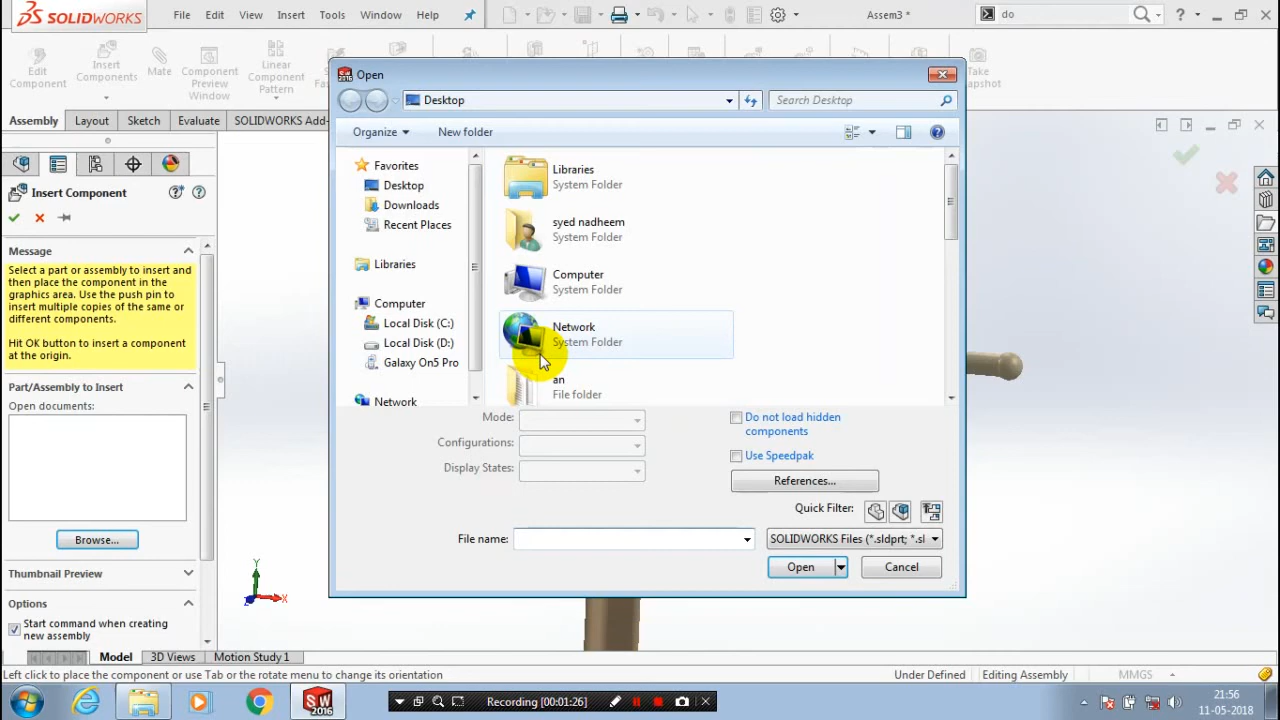 SOLIDWORKS
File Edit View Insert Tools Window Help
Assem3 *
do
Edit Component
Insert Components
Mate
Component Preview Window
Linear Component Pattern
Take
Assembly Layout Sketch Evaluate SOLIDWORKS Add-
Insert Component
Message
Select a part or assembly to insert and
then place the component in the
graphics area. Use the push pin to
insert multiple copies of the same or
different components.
Hit OK button to insert a component
at the origin.
Part/Assembly to Insert
Open documents:
Browse...
Thumbnail Preview
Options
Start command when creating
new assembly
Open
Desktop
Search Desktop
Organize
New folder
Favorites
Desktop
Downloads
Recent Places
Libraries
Computer
Local Disk (C:)
Local Disk (D:)
Galaxy On5 Pro
Network
Libraries
System Folder
syed nadheem
System Folder
Computer
System Folder
Network
System Folder
an
File folder
Mode:
Configurations:
Display States:
Do not load hidden
components
Use Speedpak
References...
Quick Filter:
File name:
SOLIDWORKS Files (*.sldprt; *.sl
Open
Cancel
Y
X
Z
Model 3D Views Motion Study 1
Left click to place the component or use Tab or the rotate menu to change its orientation
Under Defined
Editing Assembly
MMGS
SW
2016
Recording [00:01:26]
21:56
11-05-2018